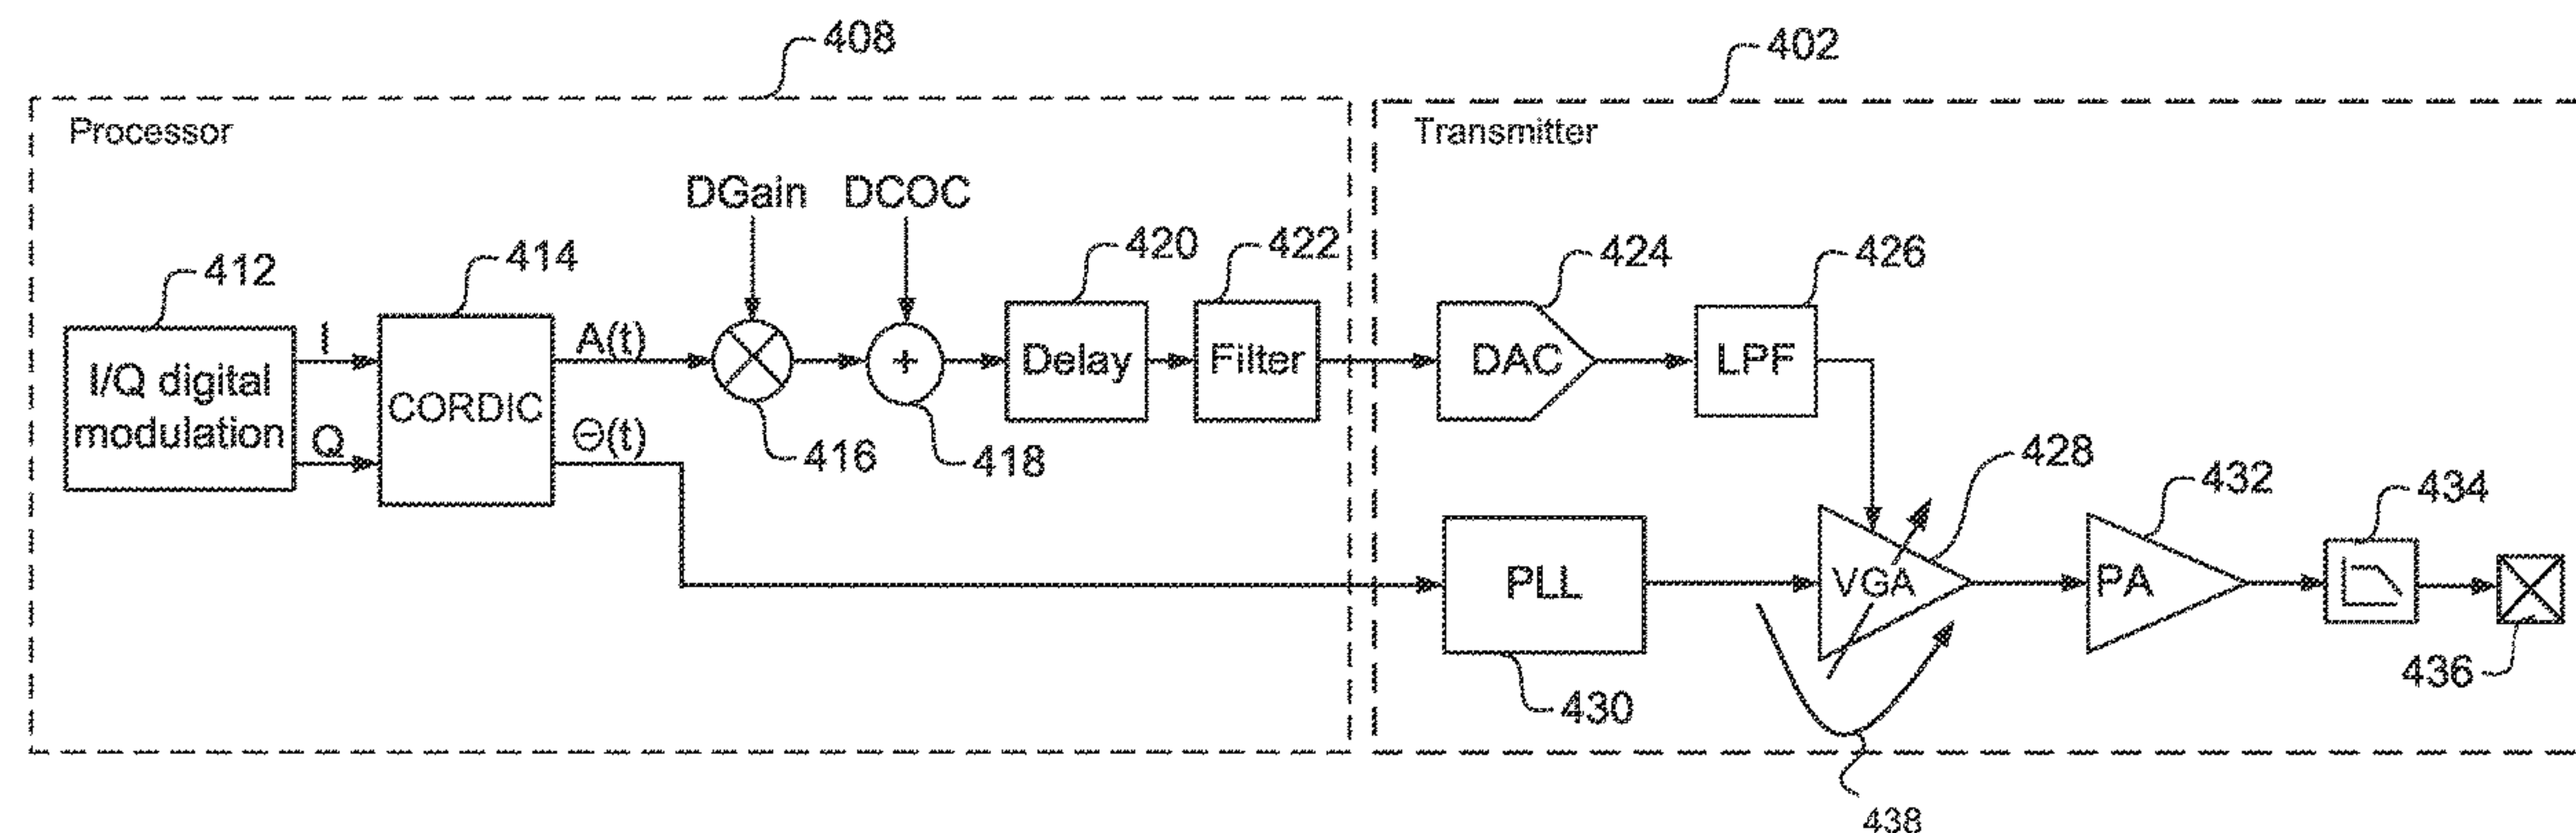 408
402
Processor
Transmitter
DGain
DCOC
412
414
420
422
424
426
I
A(t)
I/Q digital
modulation
CORDIC
+
Delay
Filter
DAC
LPF
Q
Θ(t)
416
418
428
432
434
PLL
VGA
PA
430
436
438